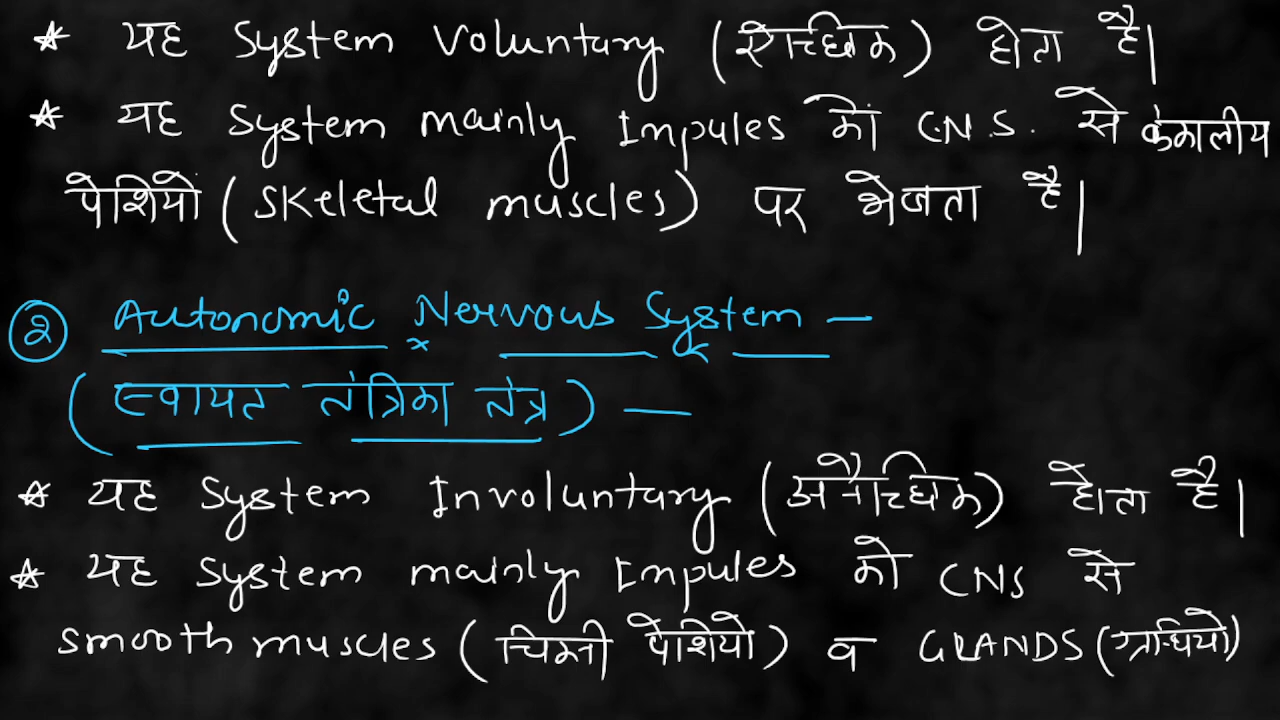 ☆ यह System Voluntary (ऐच्छिक) होता है।
☆ यह System mainly Impules को C.N.S. से कंकालीय
पेशियो (Skeletal muscles) पर भेजता है।
② Autonomic Nervous System —
(स्वायत तंत्रिका तंत्र) —
☆ यह System Involuntary (अनैच्छिक) होता है।
☆ यह System mainly Impules को CNS से
smooth muscles (चिकनी पेशियो) व GLANDS (ग्रन्थियो)